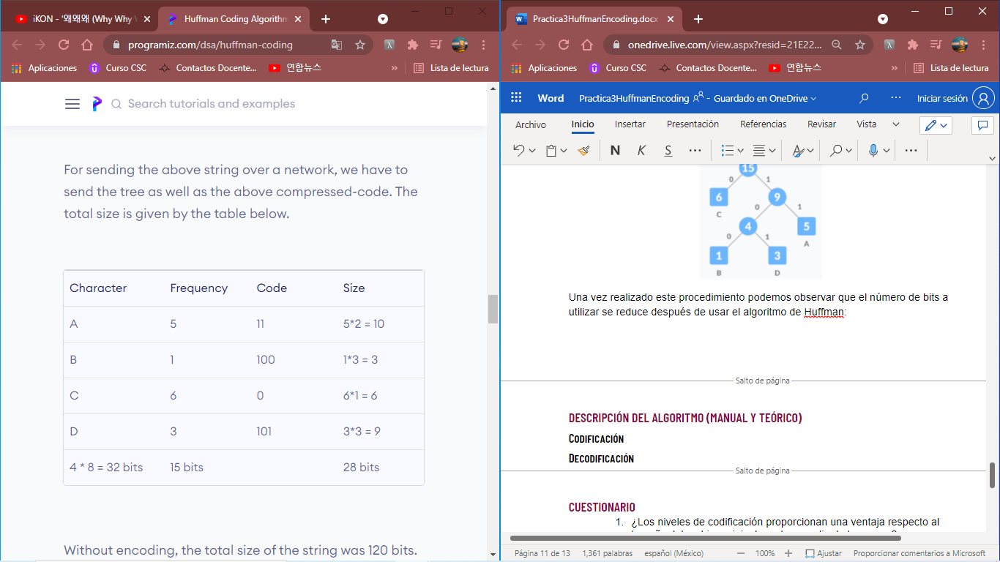 iKON - '왜왜왜 (Why Why W
Huffman Coding Algorithm
programiz.com/dsa/huffman-coding
Aplicaciones
Curso CSC
Contactos Docente...
연합뉴스
»
Lista de lectura
Search tutorials and examples
For sending the above string over a network, we have to
send the tree as well as the above compressed-code. The
total size is given by the table below.
Character Frequency Code Size
A 5 11 5*2 = 10
B 1 100 1*3 = 3
C 6 0 6*1 = 6
D 3 101 3*3 = 9
4 * 8 = 32 bits 15 bits 28 bits
Without encoding, the total size of the string was 120 bits.
Practica3HuffmanEncoding.docx
onedrive.live.com/view.aspx?resid=21E22...
Aplicaciones
Curso CSC
Contactos Docente...
연합뉴스
»
Lista de lectura
Word Practica3HuffmanEncoding - Guardado en OneDrive
Iniciar sesión
Archivo Inicio Insertar Presentación Referencias Revisar Vista
N K S
15
0 1
6 9
C
0 1
4 5
A
0 1
1 3
B D
Una vez realizado este procedimiento podemos observar que el número de bits a
utilizar se reduce después de usar el algoritmo de Huffman:
Salto de página
DESCRIPCIÓN DEL ALGORITMO (MANUAL Y TEÓRICO)
CODIFICACIÓN
DECODIFICACIÓN
Salto de página
CUESTIONARIO
1. ¿Los niveles de codificación proporcionan una ventaja respecto al
Página 11 de 13 1,361 palabras español (México) 100% Ajustar Proporcionar comentarios a Microsoft